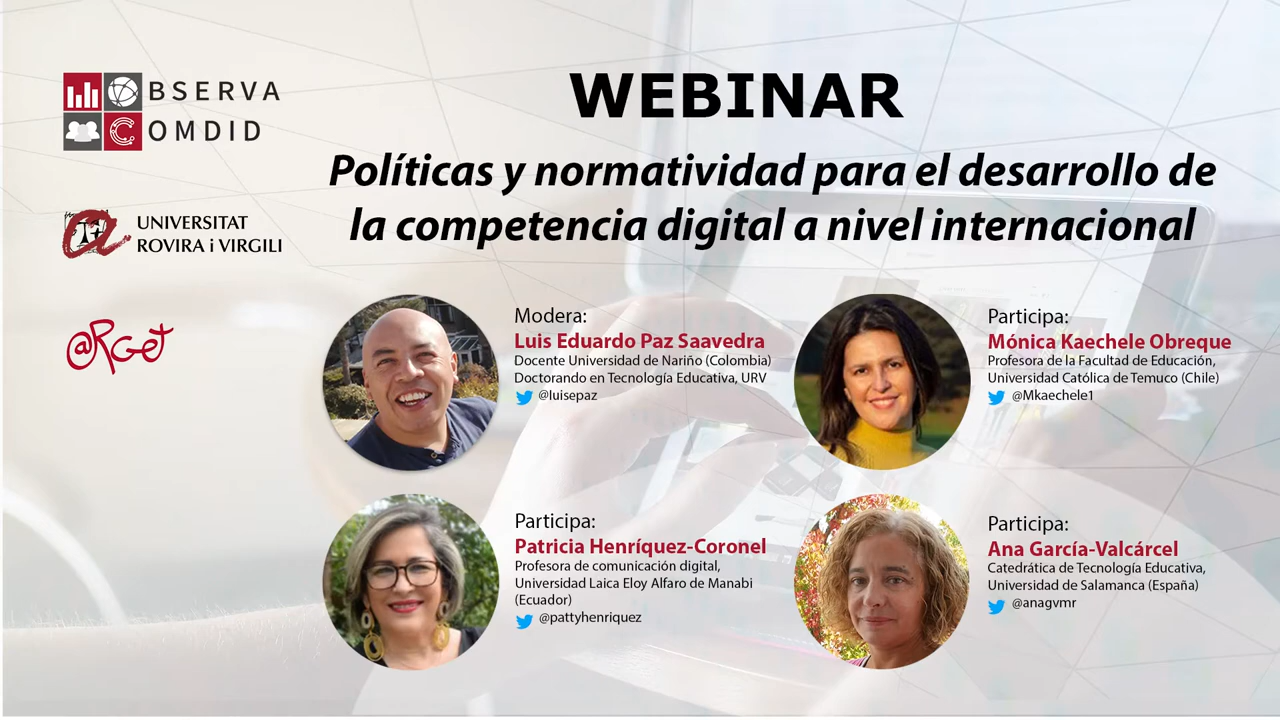 OBSERVA
COMDID
UNIVERSITAT
ROVIRA i VIRGILI
@RGET
WEBINAR
Políticas y normatividad para el desarrollo de
la competencia digital a nivel internacional
Modera:
Luis Eduardo Paz Saavedra
Docente Universidad de Nariño (Colombia)
Doctorando en Tecnología Educativa, URV
@luisepaz
Participa:
Mónica Kaechele Obreque
Profesora de la Facultad de Educación,
Universidad Católica de Temuco (Chile)
@Mkaechele1
Participa:
Patricia Henríquez-Coronel
Profesora de comunicación digital,
Universidad Laica Eloy Alfaro de Manabi
(Ecuador)
@pattyhenriquez
Participa:
Ana García-Valcárcel
Catedrática de Tecnología Educativa,
Universidad de Salamanca (España)
@anagvmr